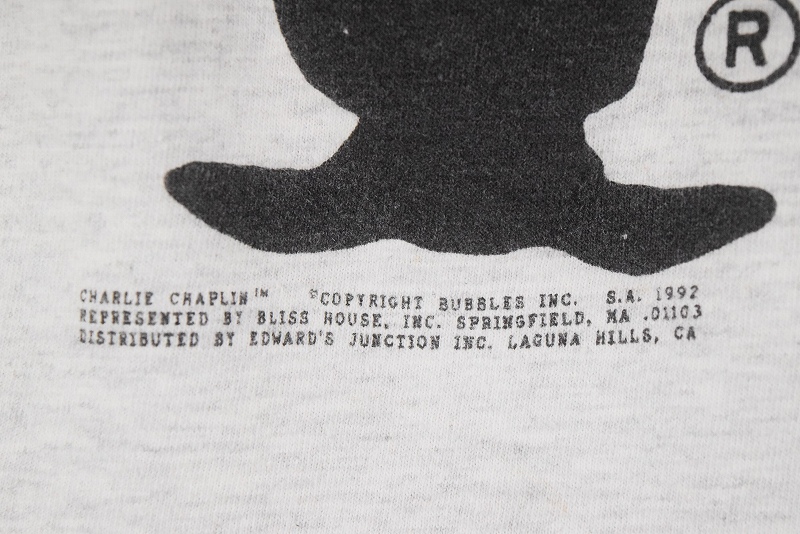 ®
CHARLIE CHAPLIN™ ©COPYRIGHT BUBBLES INC. S.A. 1992
REPRESENTED BY BLISS HOUSE, INC. SPRINGFIELD, MA .01103
DISTRIBUTED BY EDWARD'S JUNCTION INC. LAGUNA HILLS, CA